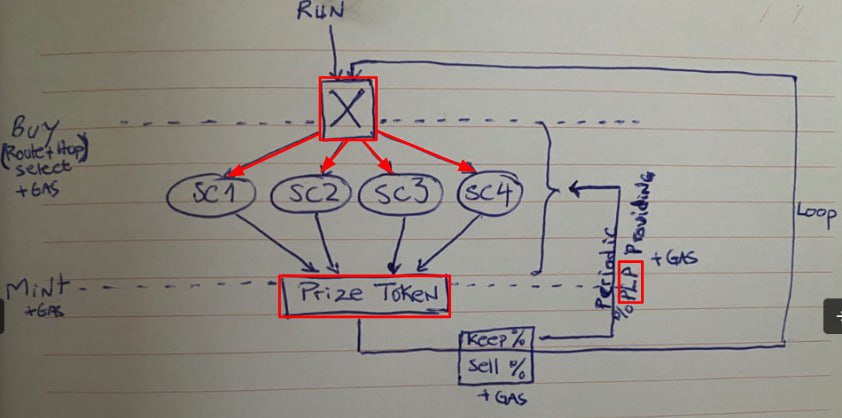 RUN
X
BUY
(Route + Hop)
select
+ GAS
SC1 SC2 SC3 SC4
Loop
Periodic
% PLP Providing
+ GAS
MiNt
+ GAS
Prize TokeN
Keep %
Sell %
+ GAS